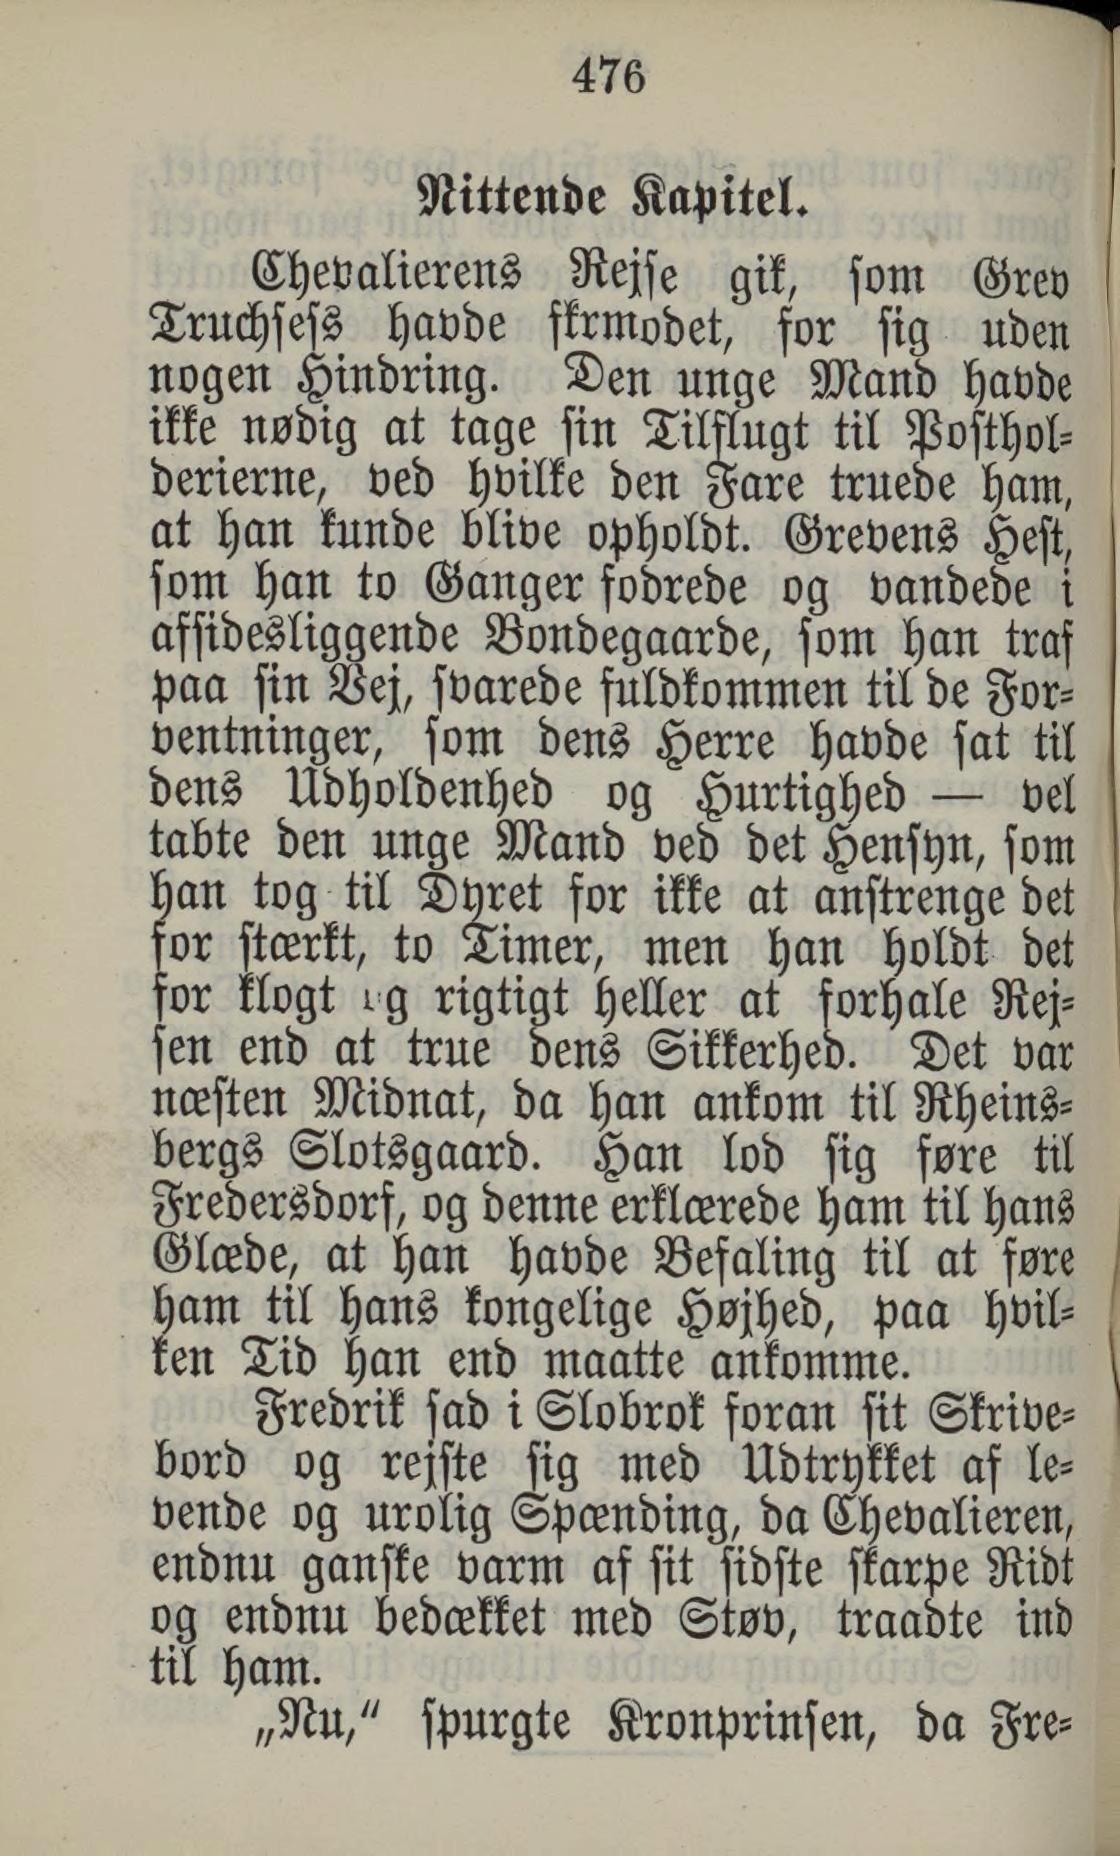 476
Nittende Kapitel.
Chevalierens Rejse gik, som Grev
Truchsess havde fkrmodet, for sig uden
nogen Hindring. Den unge Mand havde
ikke nødig at tage sin Tilflugt til Posthol-
derierne, ved hvilke den Fare truede ham,
at han kunde blive opholdt. Grevens Hest,
som han to Ganger fodrede og vandede i
afsidesliggende Bondegaarde, som han traf
paa sin Vej, svarede fuldkommen til de For-
ventninger, som dens Herre havde sat til
dens Udholdenhed og Hurtighed — vel
tabte den unge Mand ved det Hensyn, som
han tog til Dyret for ikke at anstrenge det
for stærkt, to Timer, men han holdt det
for klogt og rigtigt heller at forhale Rej-
sen end at true dens Sikkerhed. Det var
næsten Midnat, da han ankom til Rheins-
bergs Slotsgaard. Han lod sig føre til
Fredersdorf, og denne erklærede ham til hans
Glæde, at han havde Befaling til at føre
ham til hans kongelige Højhed, paa hvil-
ken Tid han end maatte ankomme.
Fredrik sad i Slobrok foran sit Skrive-
bord og rejste sig med Udtrykket af le-
vende og urolig Spænding, da Chevalieren,
endnu ganske varm af sit sidste skarpe Ridt
og endnu bedækket med Støv, traadte ind
til ham.
„Nu,“ spurgte Kronprinsen, da Fre-